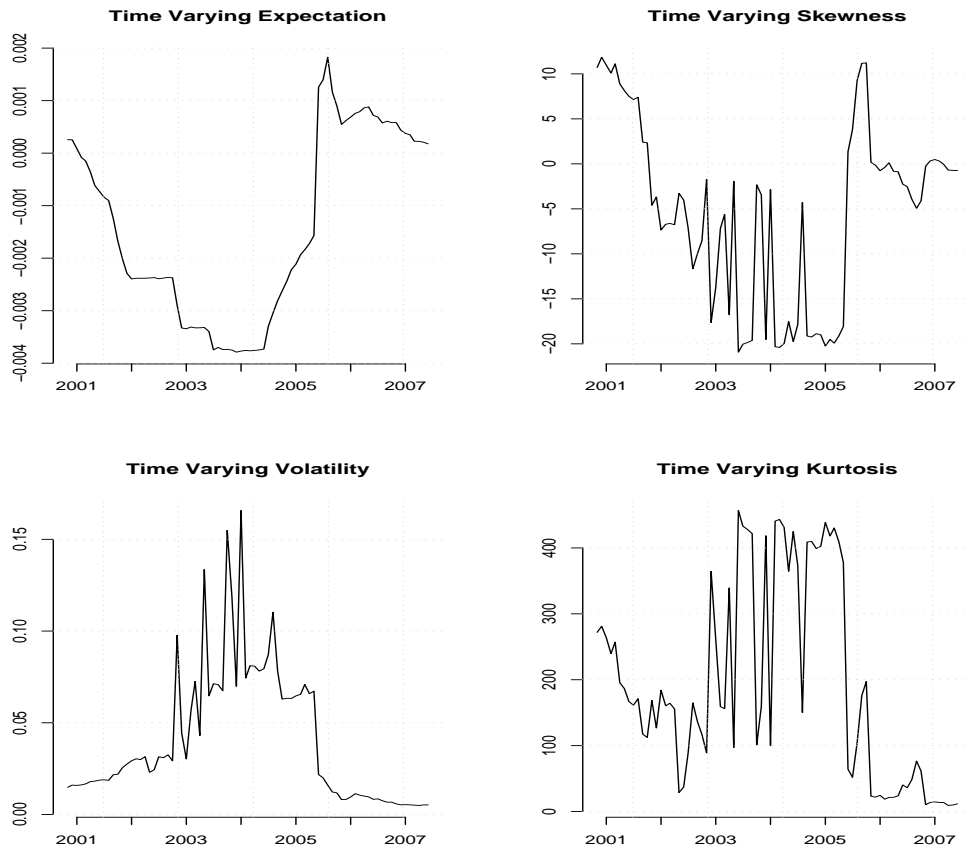 Time Varying Expectation
0.002
0.001
0.000
−0.001
−0.002
−0.003
−0.004
2001 2003 2005 2007
Time Varying Skewness
10
5
0
−5
−10
−15
−20
2001 2003 2005 2007
Time Varying Volatility
0.15
0.10
0.05
0.00
2001 2003 2005 2007
Time Varying Kurtosis
400
300
200
100
0
2001 2003 2005 2007